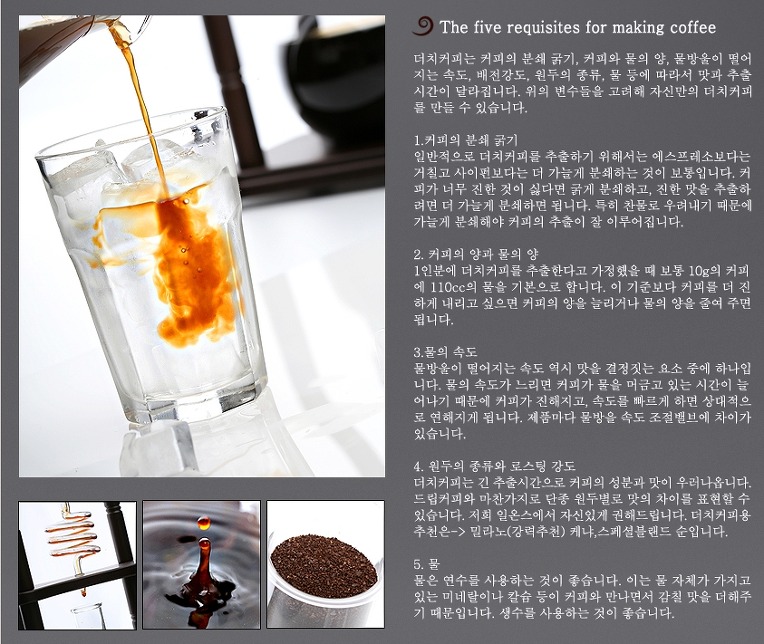 The five requisites for making coffee
더치커피는 커피의 분쇄 굵기, 커피와 물의 양, 물방울이 떨어
지는 속도, 배전강도, 원두의 종류, 물 등에 따라서 맛과 추출
시간이 달라집니다. 위의 변수들을 고려해 자신만의 더치커피
를 만들 수 있습니다.
1.커피의 분쇄 굵기
일반적으로 더치커피를 추출하기 위해서는 에스프레소보다는
거칠고 사이펀보다는 더 가늘게 분쇄하는 것이 보통입니다. 커
피가 너무 진한 것이 싫다면 굵게 분쇄하고, 진한 맛을 추출하
려면 더 가늘게 분쇄하면 됩니다. 특히 찬물로 우려내기 때문에
가늘게 분쇄해야 커피의 추출이 잘 이루어집니다.
2. 커피의 양과 물의 양
1인분에 더치커피를 추출한다고 가정했을 때 보통 10g의 커피
에 110cc의 물을 기본으로 합니다. 이 기준보다 커피를 더 진
하게 내리고 싶으면 커피의 양을 늘리거나 물의 양을 줄여 주면
됩니다.
3.물의 속도
물방울이 떨어지는 속도 역시 맛을 결정짓는 요소 중에 하나입
니다. 물의 속도가 느리면 커피가 물을 머금고 있는 시간이 늘
어나기 때문에 커피가 진해지고, 속도를 빠르게 하면 상대적으
로 연해지게 됩니다. 제품마다 물방울 속도 조절밸브에 차이가
있습니다.
4. 원두의 종류와 로스팅 강도
더치커피는 긴 추출시간으로 커피의 성분과 맛이 우러나옵니다.
드립커피와 마찬가지로 단종 원두별로 맛의 차이를 표현할 수
있습니다. 저희 일온스에서 자신있게 권해드립니다. 더치커피용
추천은-> 밀라노(강력추천) 케냐,스페셜블랜드 순입니다.
5. 물
물은 연수를 사용하는 것이 좋습니다. 이는 물 자체가 가지고
있는 미네랄이나 칼슘 등이 커피와 만나면서 감칠 맛을 더해주
기 때문입니다. 생수를 사용하는 것이 좋습니다.